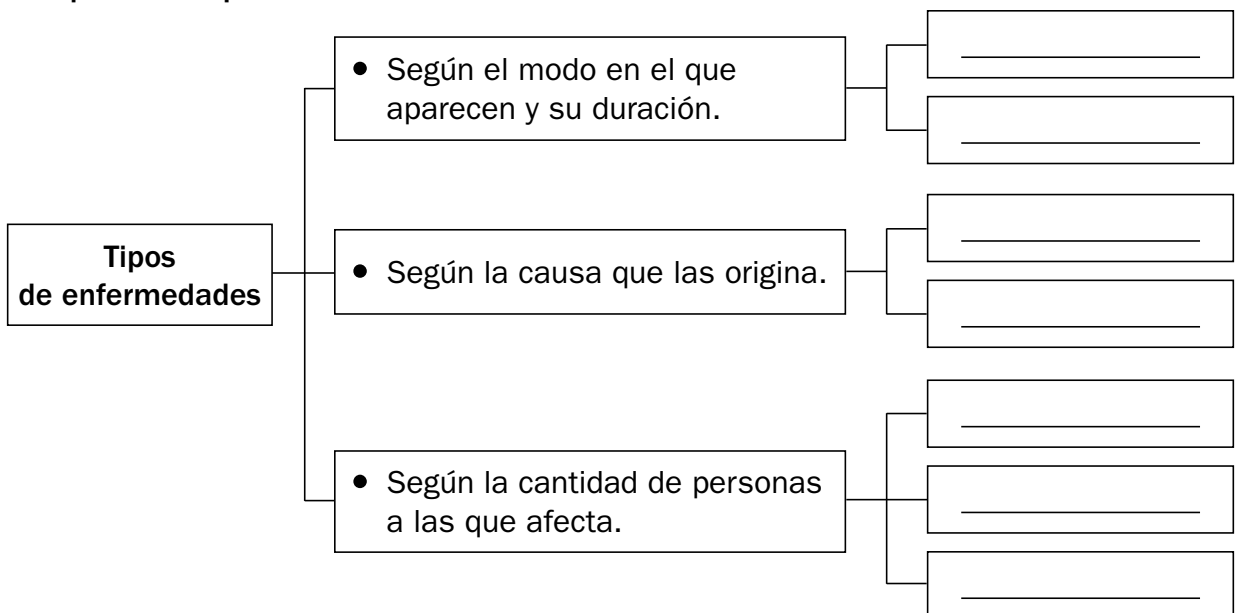 • Según el modo en el que
aparecen y su duración.
Tipos
de enfermedades
• Según la causa que las origina.
• Según la cantidad de personas
a las que afecta.